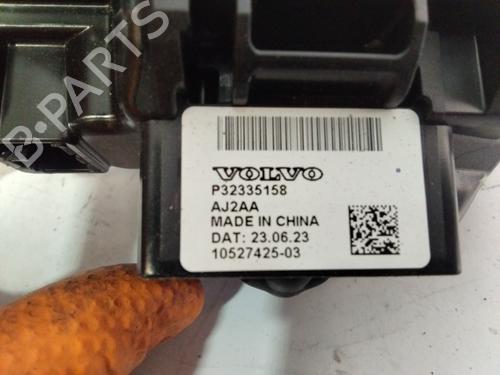 B-PARTS
VOLVO
P32335158
AJ2AA
MADE IN CHINA
DAT: 23.06.23
10527425-03